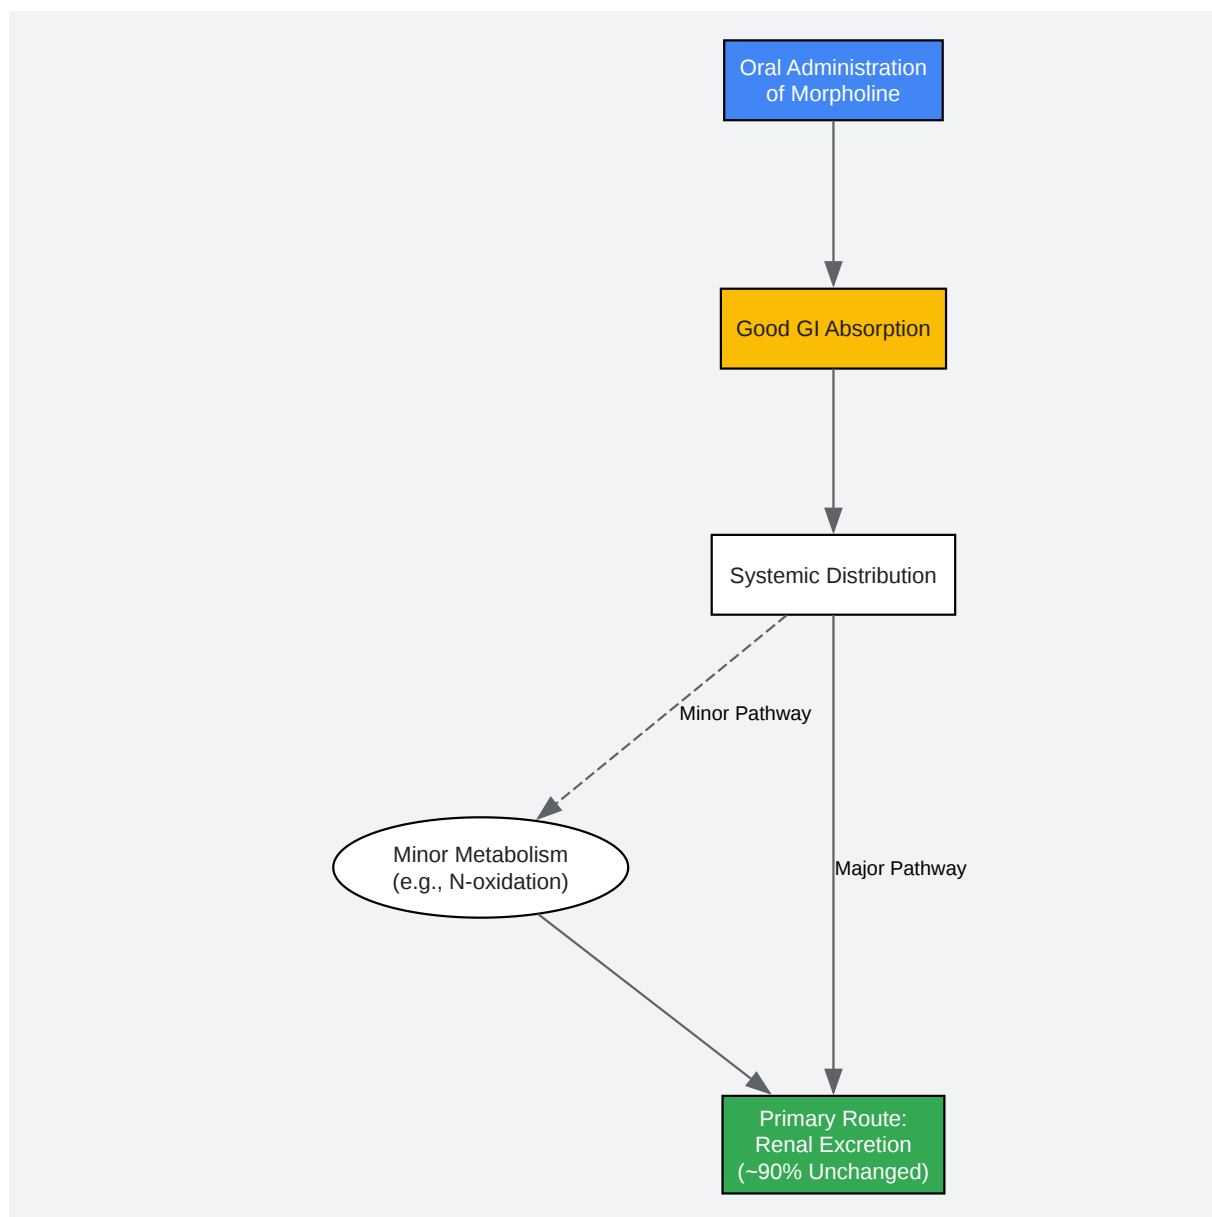 Oral Administration
of Morpholine
Good GI Absorption
Systemic Distribution
Minor Pathway
Minor Metabolism
(e.g., N-oxidation)
Major Pathway
Primary Route:
Renal Excretion
(~90% Unchanged)